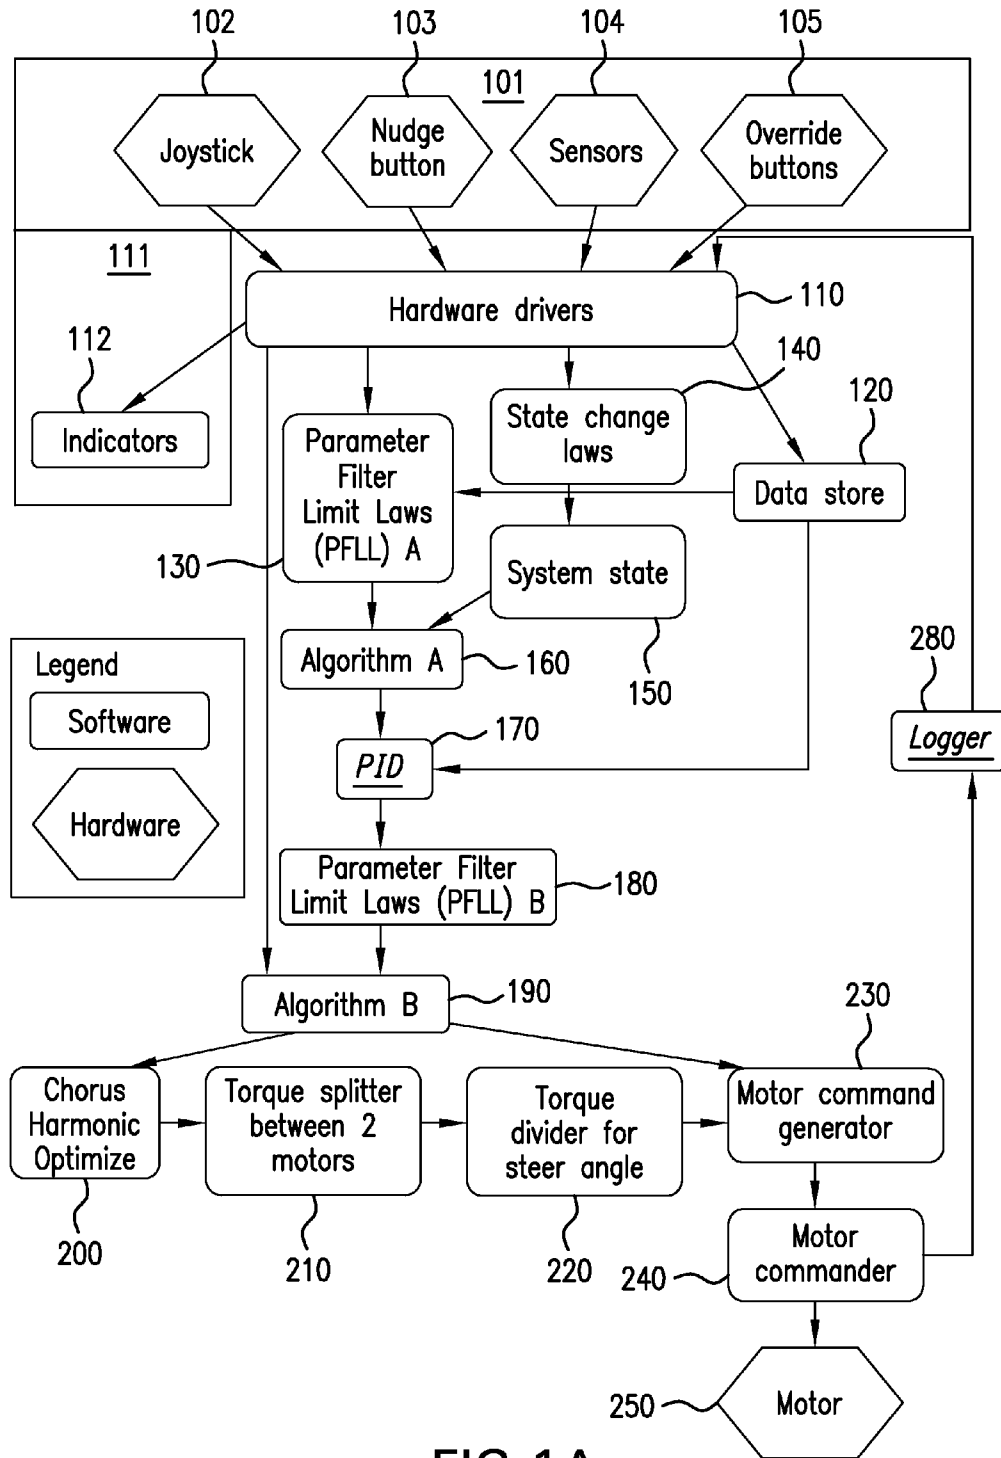 102
103
104
105
101
Joystick
Nudge
button
Sensors
Override
buttons
111
Hardware drivers
110
112
Indicators
140
State change
laws
120
Data store
Parameter
Filter
Limit Laws
(PFLL) A
130
System state
150
Algorithm A
160
Legend
Software
Hardware
280
Logger
170
PID
Parameter Filter
Limit Laws (PFLL) B
180
Algorithm B
190
230
Chorus
Harmonic
Optimize
200
Torque splitter
between 2
motors
210
Torque
divider for
steer angle
220
Motor command
generator
Motor
commander
240
Motor
250
FIG. 1A